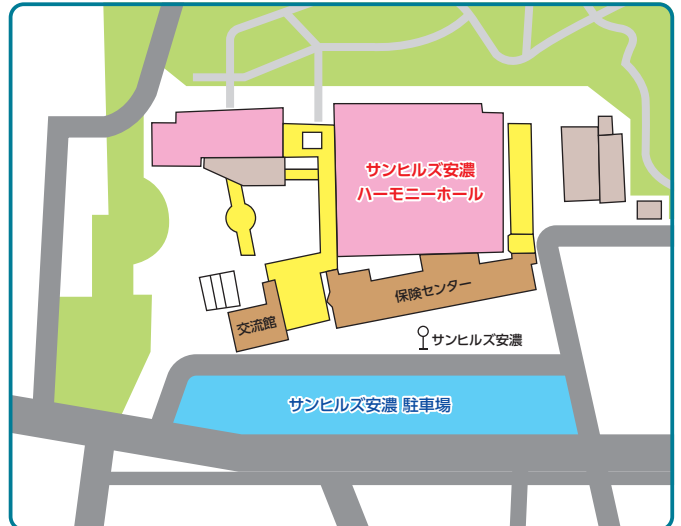 サンヒルズ安濃
ハーモニーホール
保険センター
交流館
サンヒルズ安濃
サンヒルズ安濃 駐車場